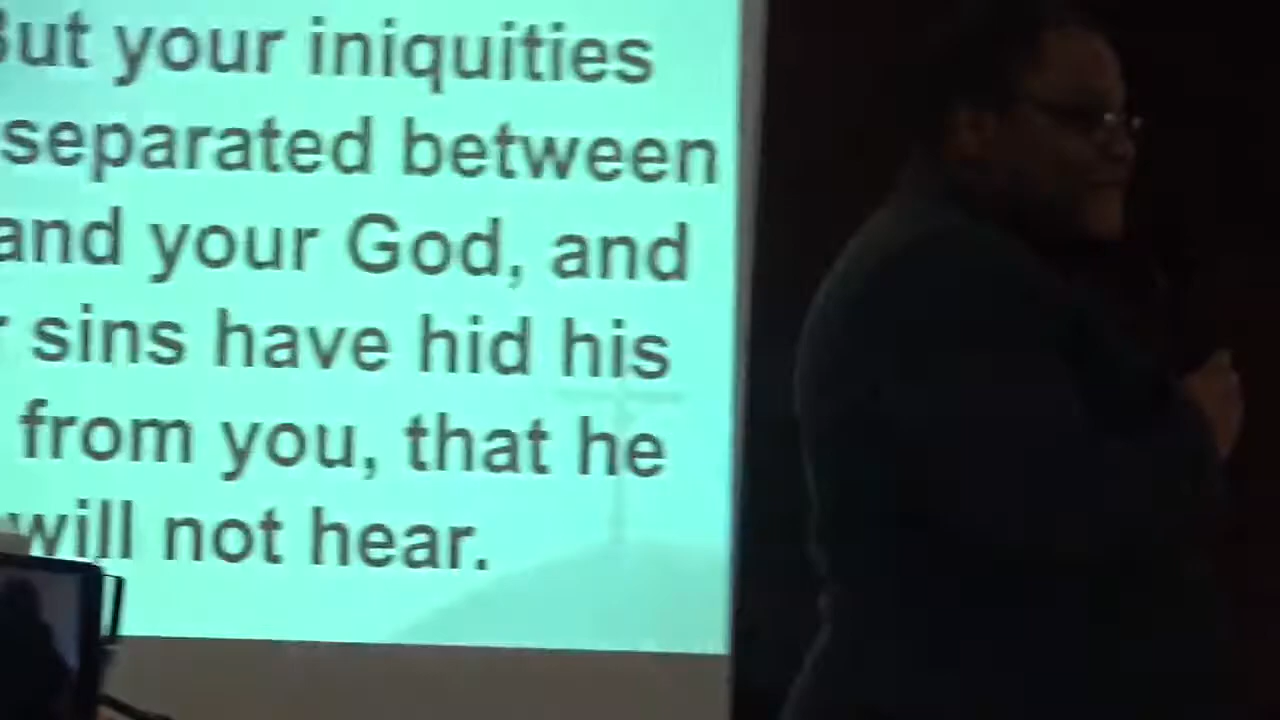 But your iniquities
separated between
and your God, and
sins have hid his
from you, that he
will not hear.